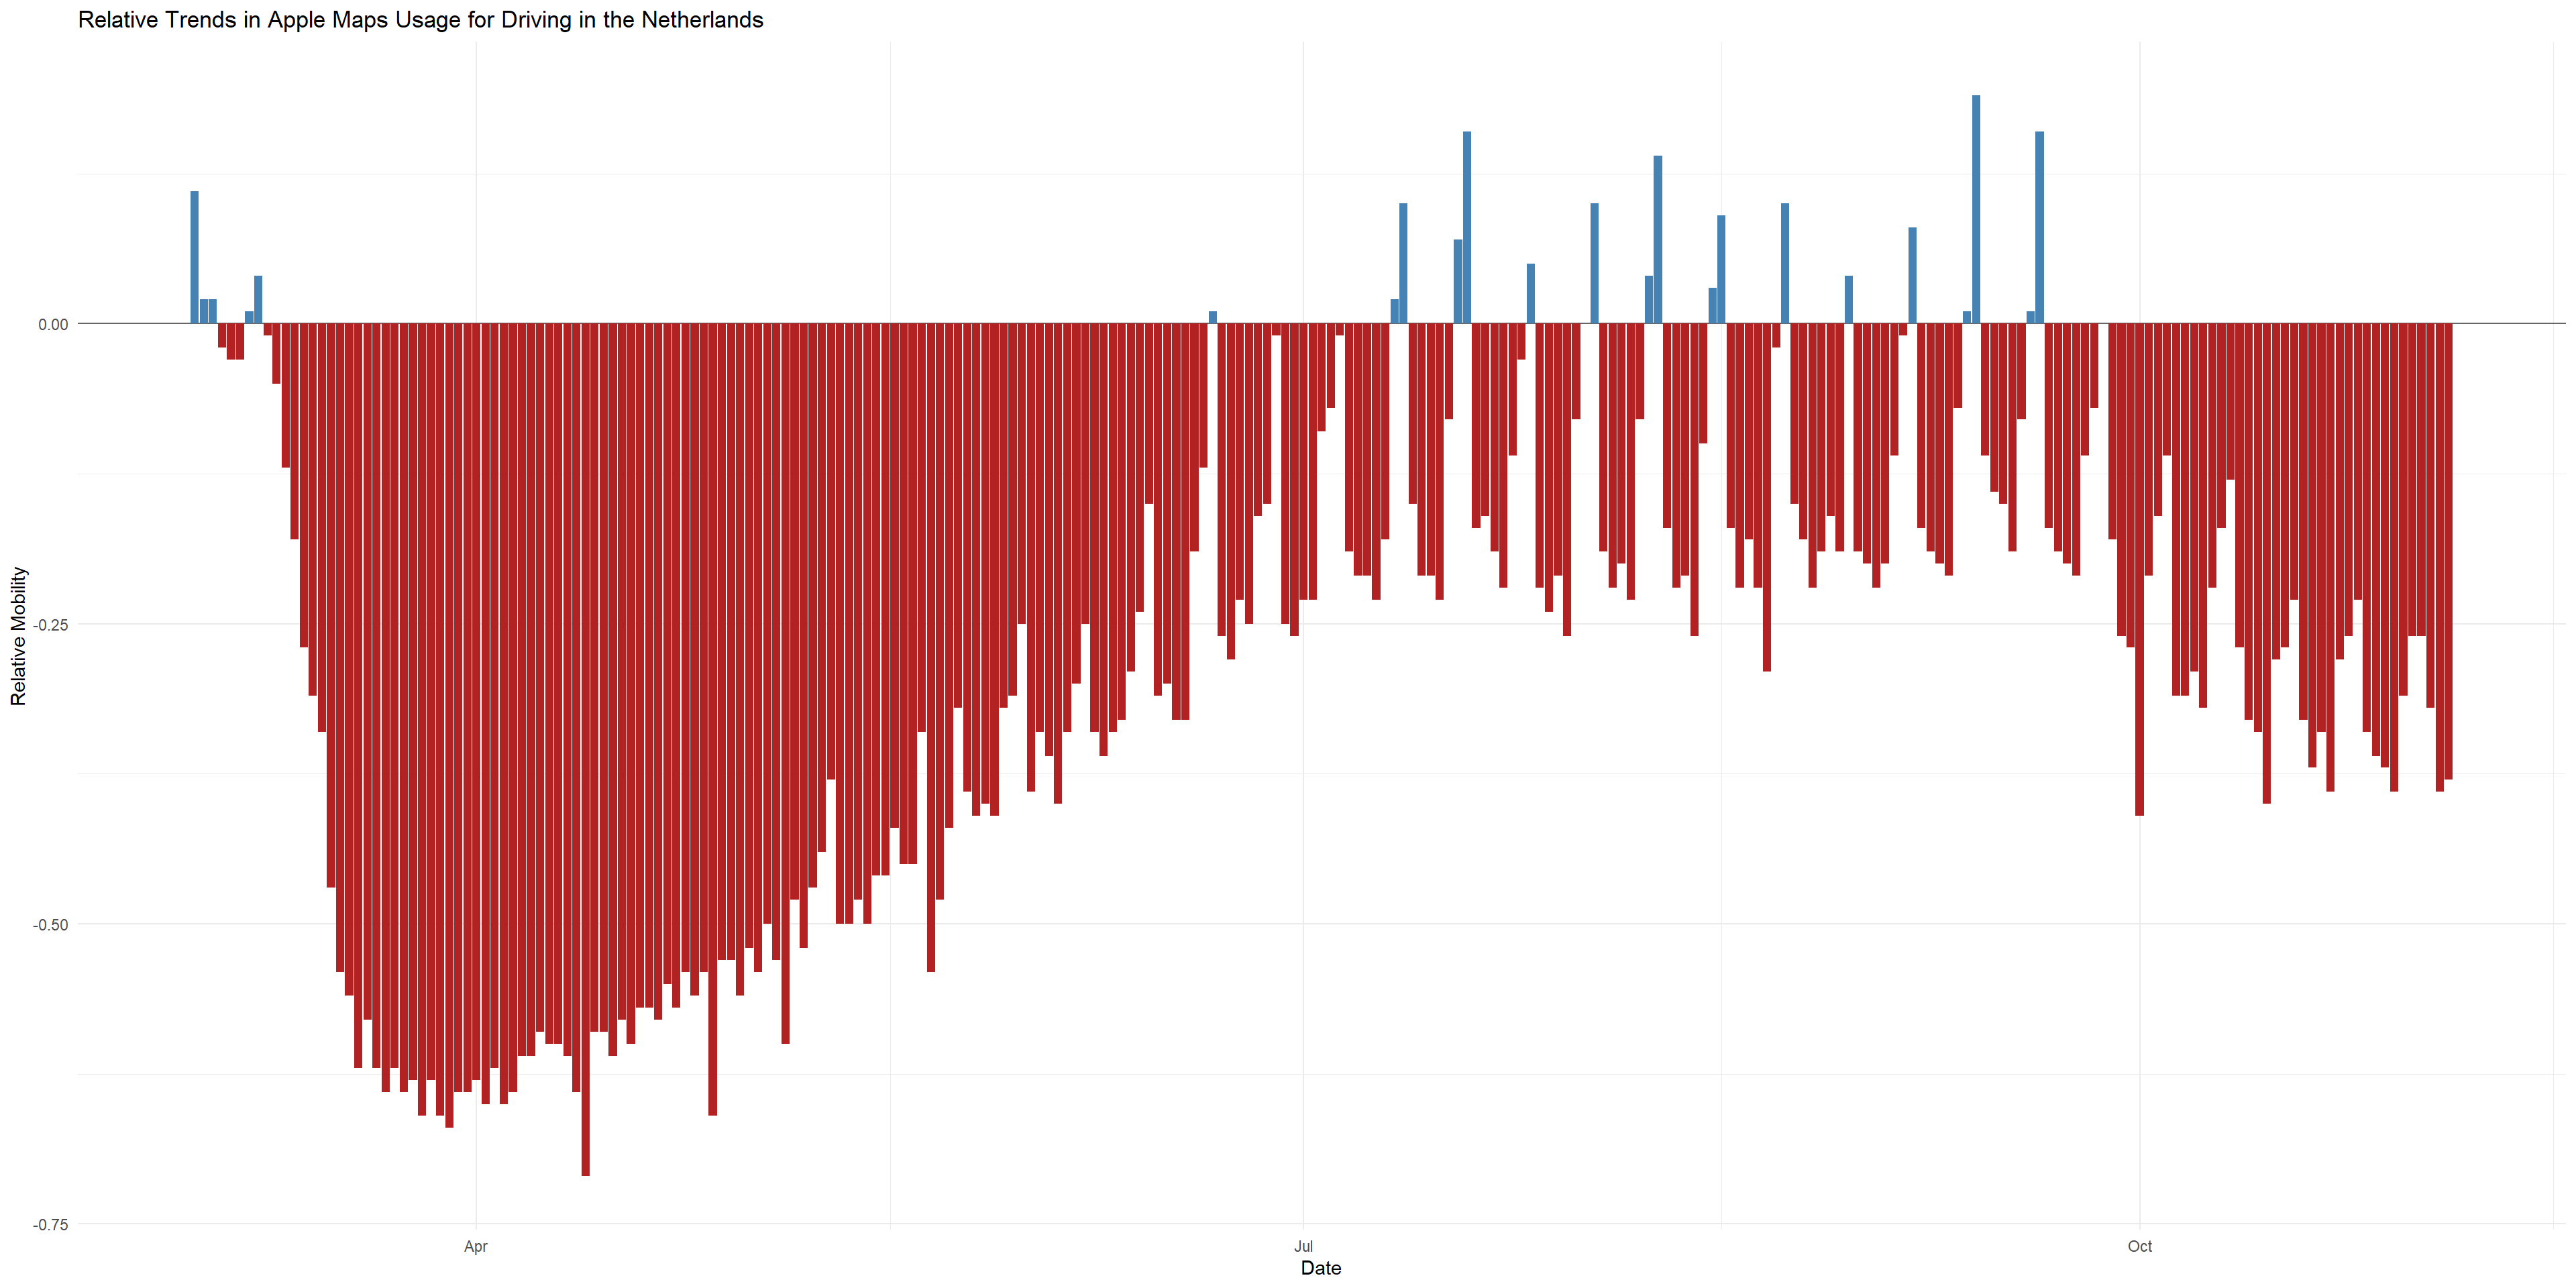 Relative Trends in Apple Maps Usage for Driving in the Netherlands
Relative Mobility
0.00
-0.25
-0.50
-0.75
Apr
Jul
Oct
Date